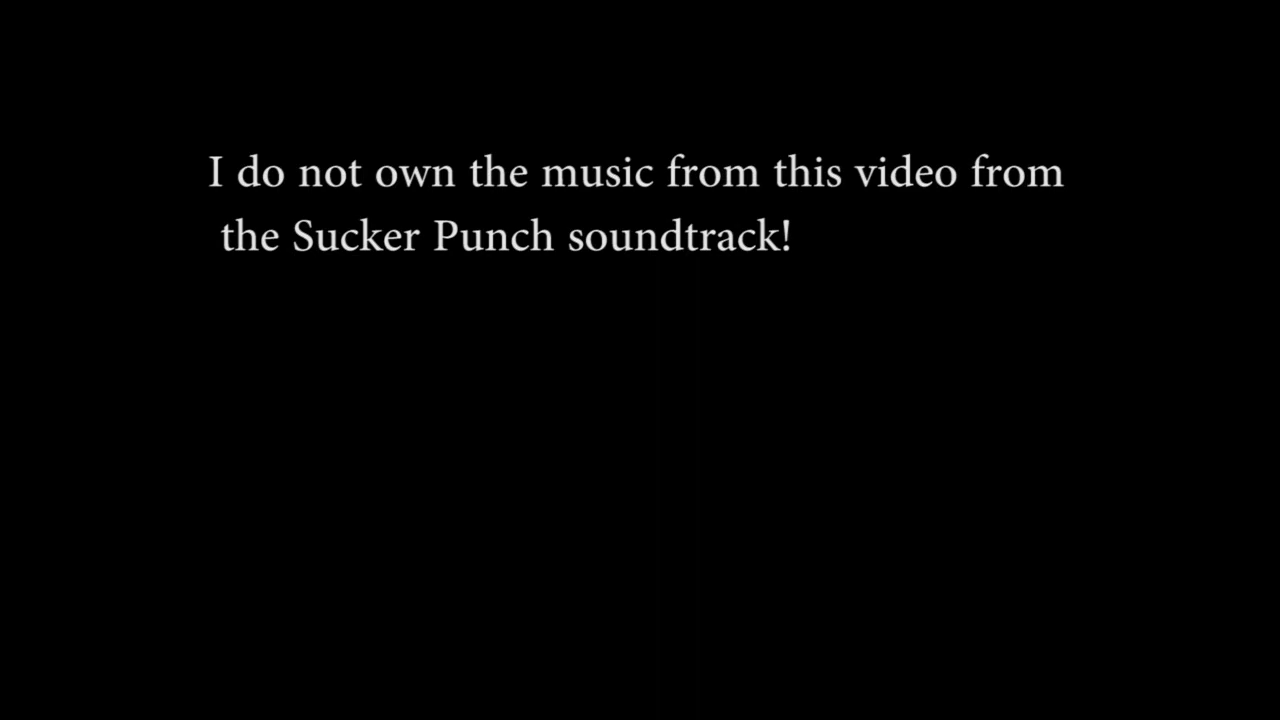 I do not own the music from this video from
the Sucker Punch soundtrack!